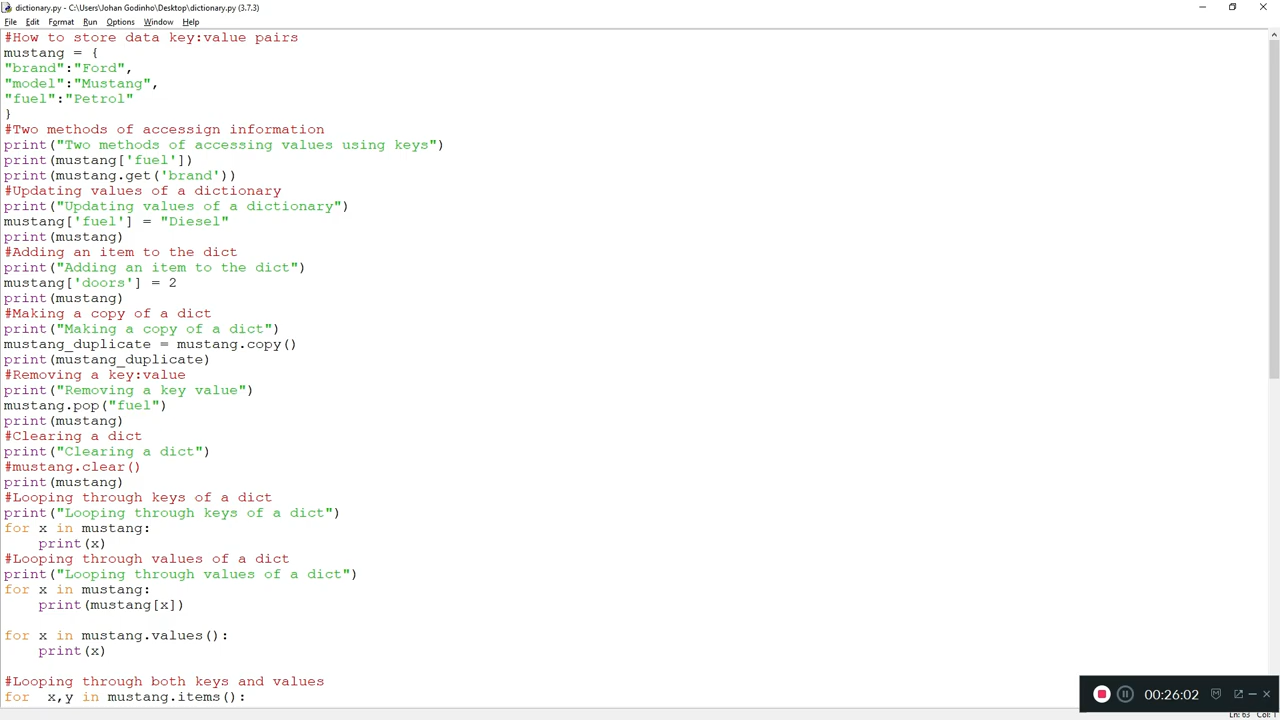 dictionary.py - C:\Users\Johan Godinho\Desktop\dictionary.py (3.7.3)
File Edit Format Run Options Window Help
#How to store data key:value pairs
mustang = {
"brand":"Ford",
"model":"Mustang",
"fuel":"Petrol"
}
#Two methods of accessign information
print("Two methods of accessing values using keys")
print(mustang['fuel'])
print(mustang.get('brand'))
#Updating values of a dictionary
print("Updating values of a dictionary")
mustang['fuel'] = "Diesel"
print(mustang)
#Adding an item to the dict
print("Adding an item to the dict")
mustang['doors'] = 2
print(mustang)
#Making a copy of a dict
print("Making a copy of a dict")
mustang_duplicate = mustang.copy()
print(mustang_duplicate)
#Removing a key:value
print("Removing a key value")
mustang.pop("fuel")
print(mustang)
#Clearing a dict
print("Clearing a dict")
#mustang.clear()
print(mustang)
#Looping through keys of a dict
print("Looping through keys of a dict")
for x in mustang:
    print(x)
#Looping through values of a dict
print("Looping through values of a dict")
for x in mustang:
    print(mustang[x])
for x in mustang.values():
    print(x)
#Looping through both keys and values
for  x,y in mustang.items():
00:26:02
Ln: 63 Col: 1